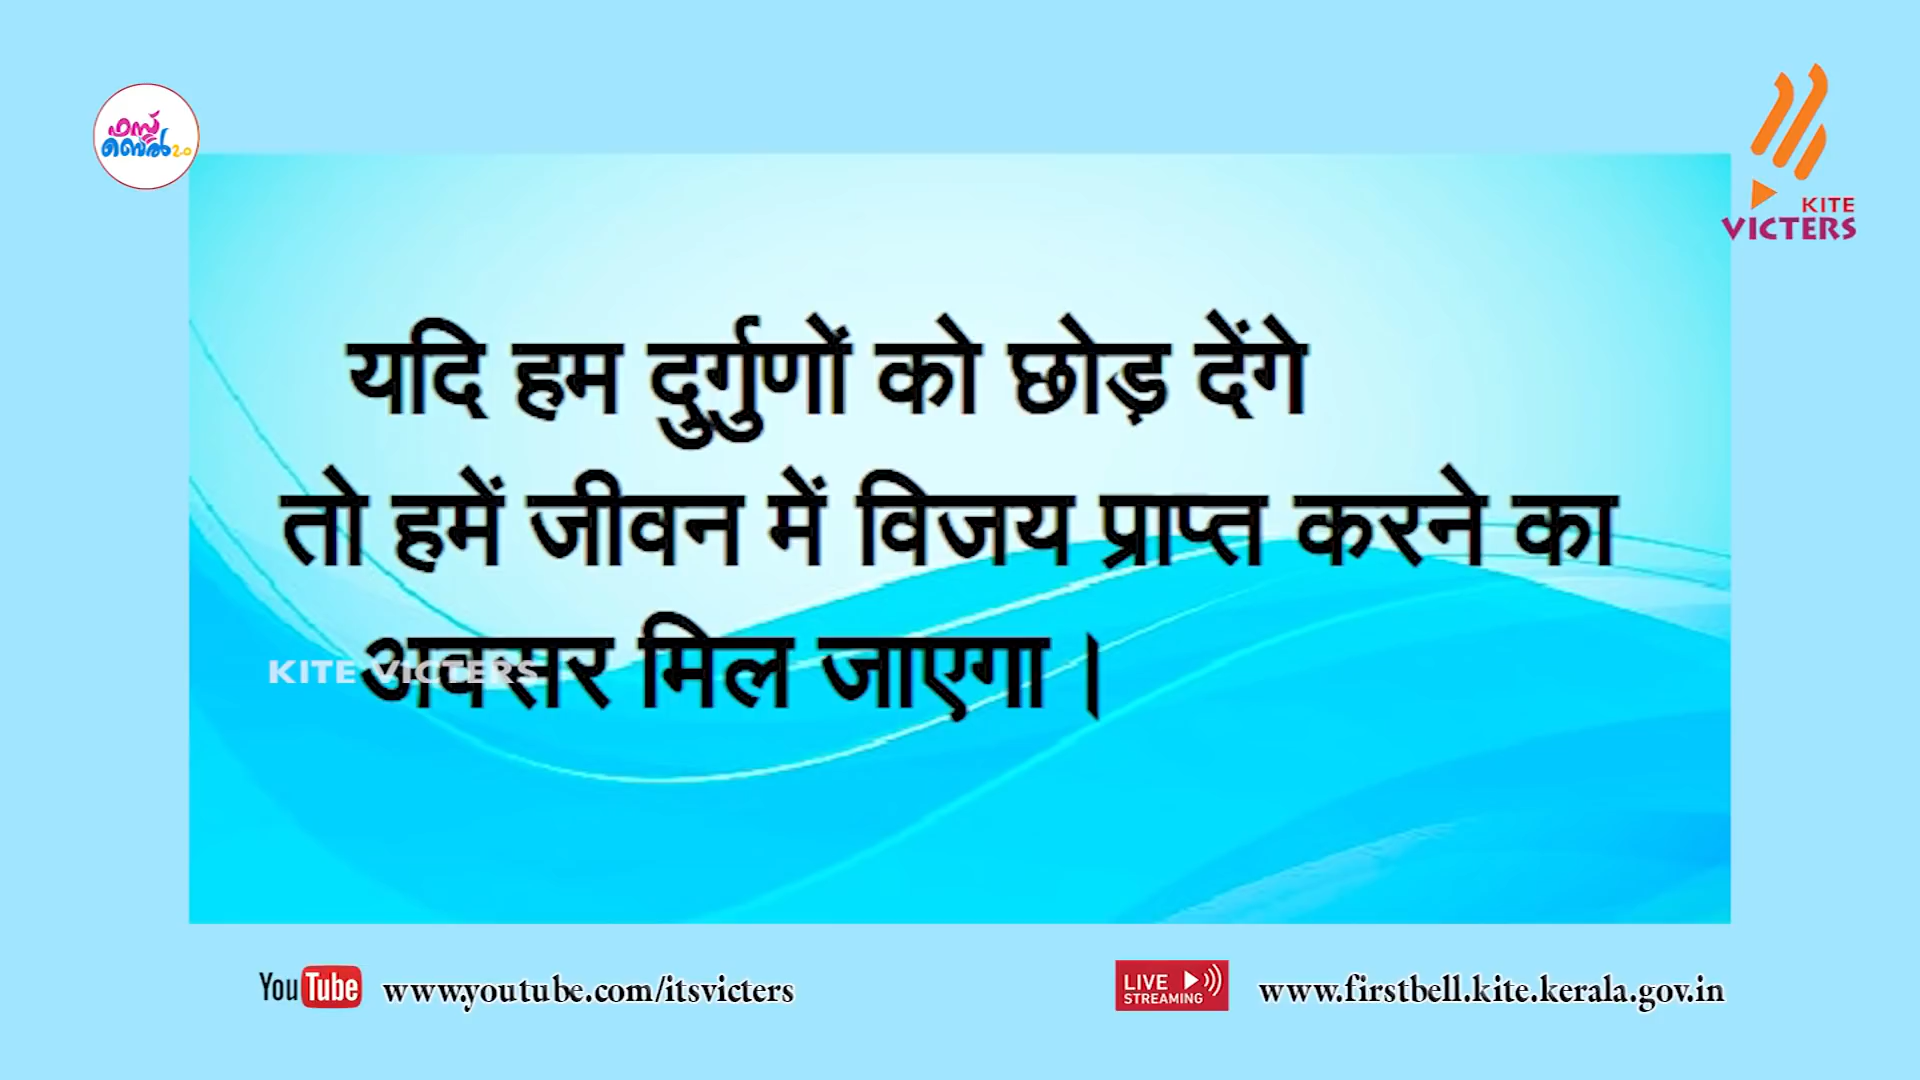 ഫസ്റ്റ്
ബെൽ 2.0
KITE
VICTERS
यदि हम दुर्गुणों को छोड़ देंगे
तो हमें जीवन में विजय प्राप्त करने का
अवसर मिल जाएगा।
KITE VICTERS
YouTube www.youtube.com/itsvicters
LIVE STREAMING www.firstbell.kite.kerala.gov.in